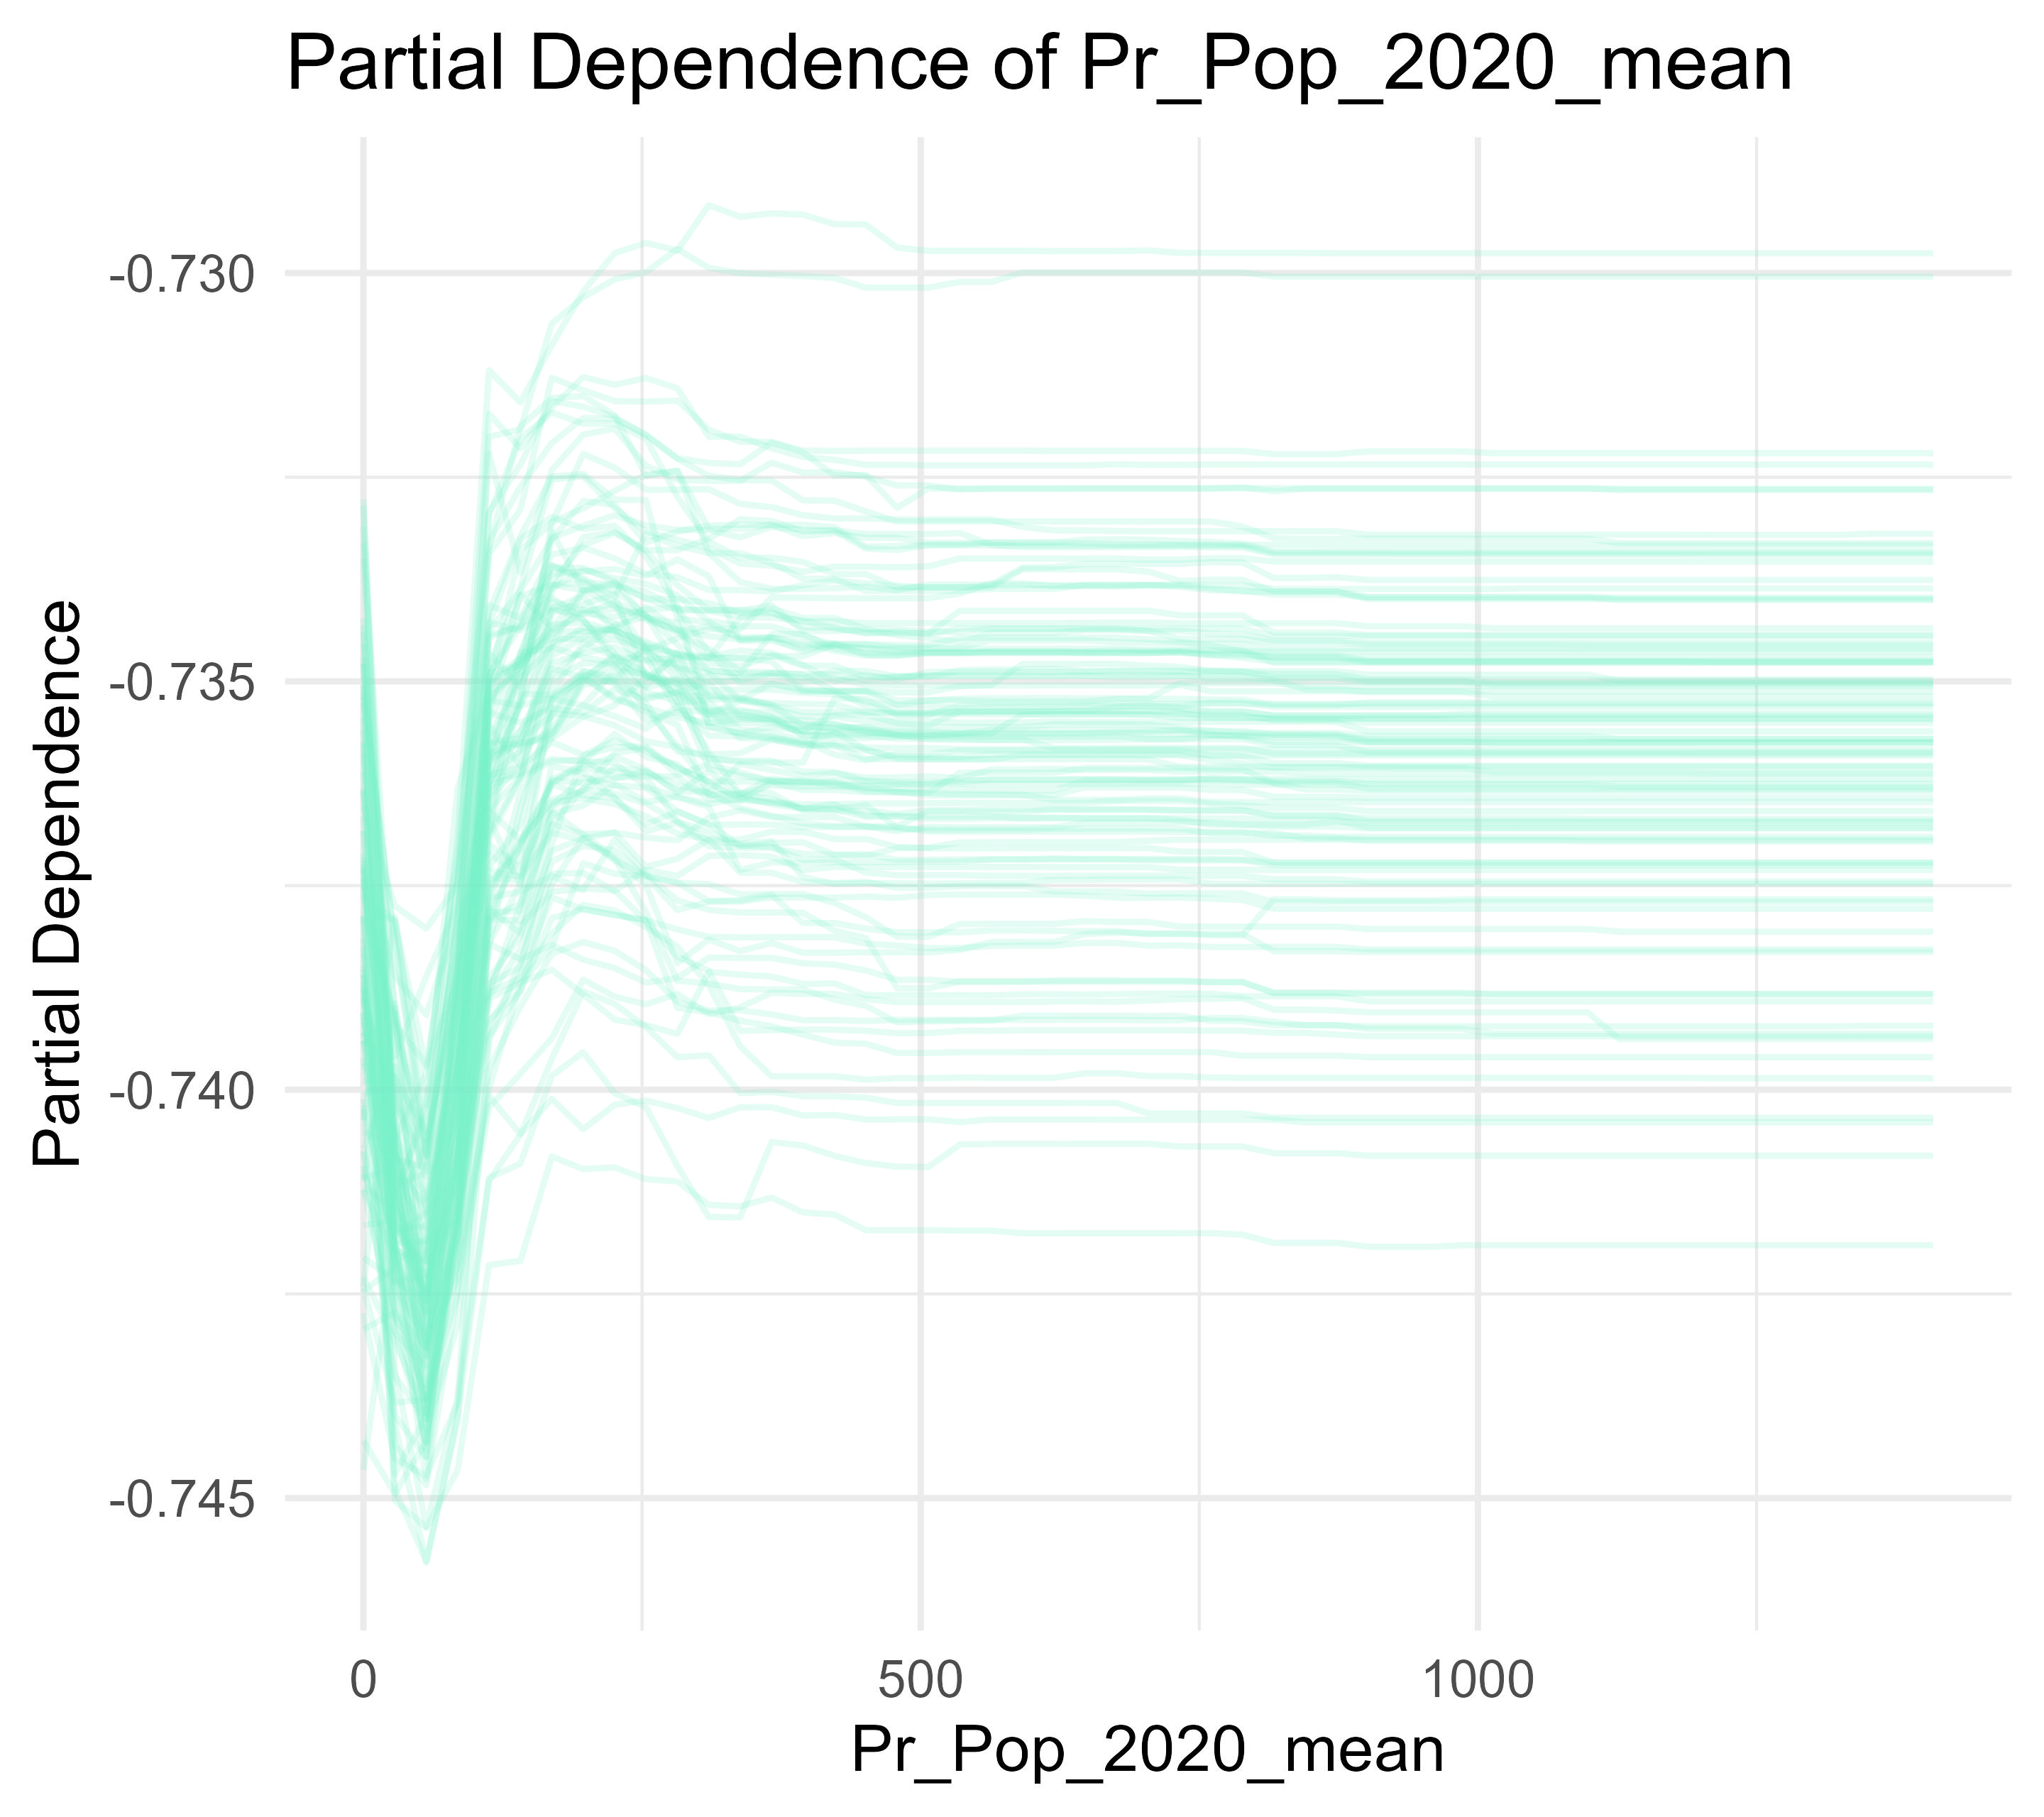 Partial Dependence of Pr_Pop_2020_mean
Partial Dependence
-0.730
-0.735
-0.740
-0.745
0
500
1000
Pr_Pop_2020_mean